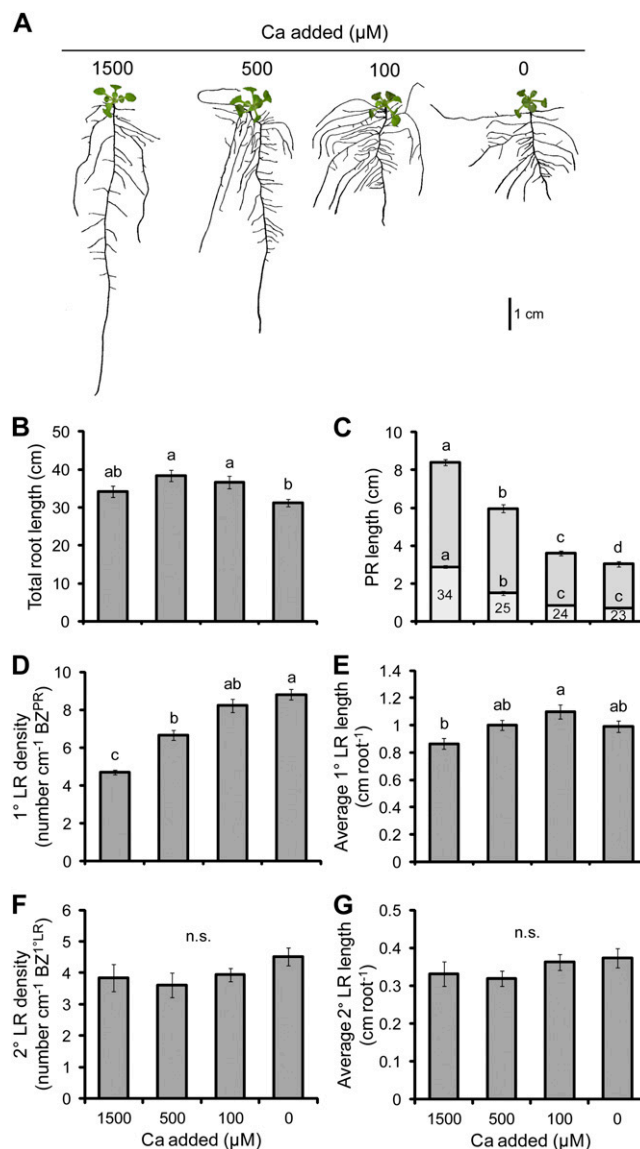 A
Ca added (µM)
1500 500 100 0
1 cm
B
Total root length (cm)
50
40
30
20
10
0
ab a a b
C
PR length (cm)
10
8
6
4
2
0
a b c d
a b c c
34 25 24 23
D
1° LR density
(number cm⁻¹ BZᴾᴿ)
10
8
6
4
2
0
c b ab a
E
Average 1° LR length
(cm root⁻¹)
1.4
1.2
1
0.8
0.6
0.4
0.2
0
b ab a ab
F
2° LR density
(number cm⁻¹ BZ¹°ᴸᴿ)
6
5
4
3
2
1
0
n.s.
1500 500 100 0
Ca added (µM)
G
Average 2° LR length
(cm root⁻¹)
0.5
0.4
0.3
0.2
0.1
0
n.s.
1500 500 100 0
Ca added (µM)